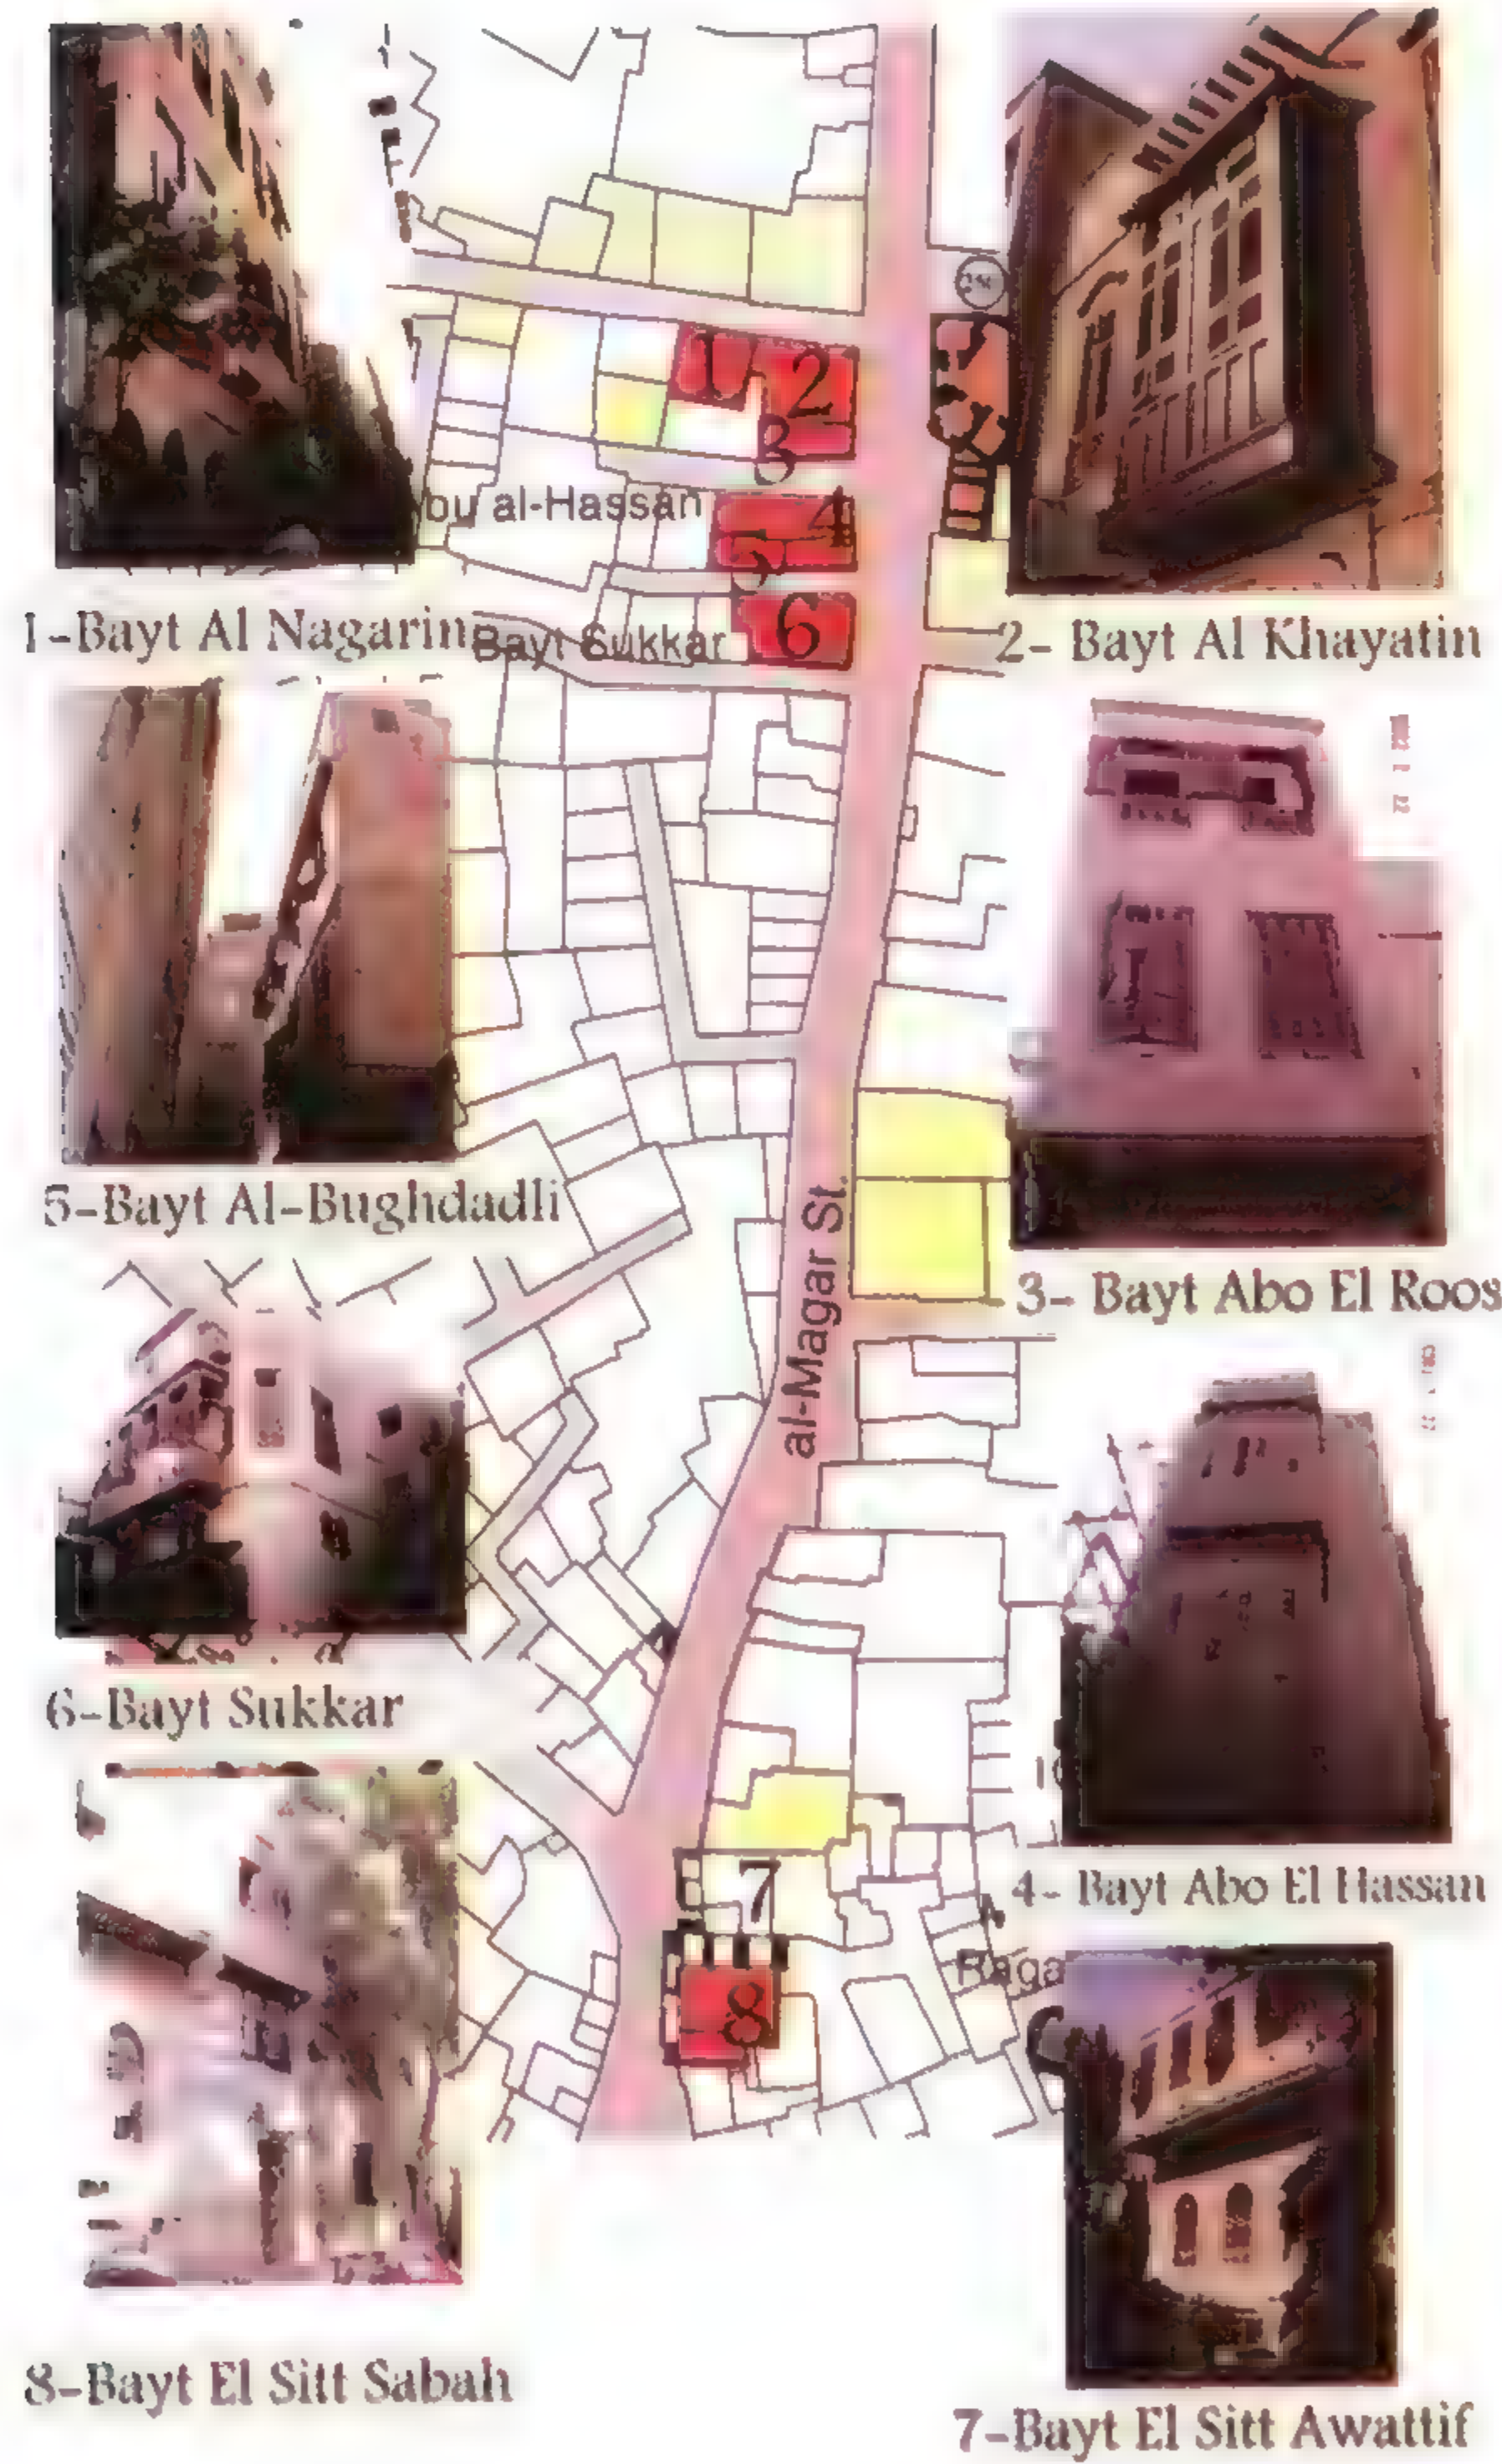 1
2
3
bu al-Hassan
4
5
1-Bayt Al Nagarin
Bayt Sukkar
6
2- Bayt Al Khayatin
5-Bayt Al-Bughdadli
al-Magar St.
3- Bayt Abo El Roos
6-Bayt Sukkar
7
4- Bayt Abo El Hassan
Raga
8
8-Bayt El Sitt Sabah
7-Bayt El Sitt Awattif